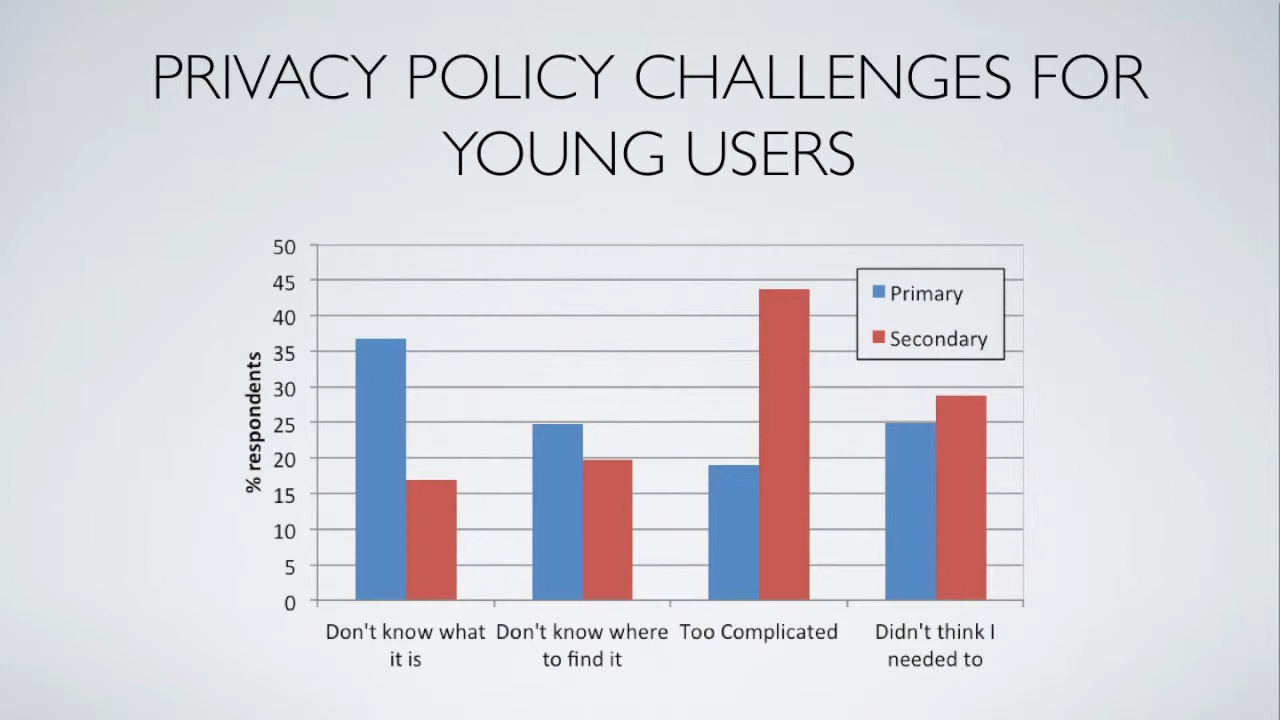 PRIVACY POLICY CHALLENGES FOR
YOUNG USERS
50
45
40
35
30
25
20
15
10
5
0
% respondents
Primary
Secondary
Don't know what
it is
Don't know where
to find it
Too Complicated
Didn't think I
needed to